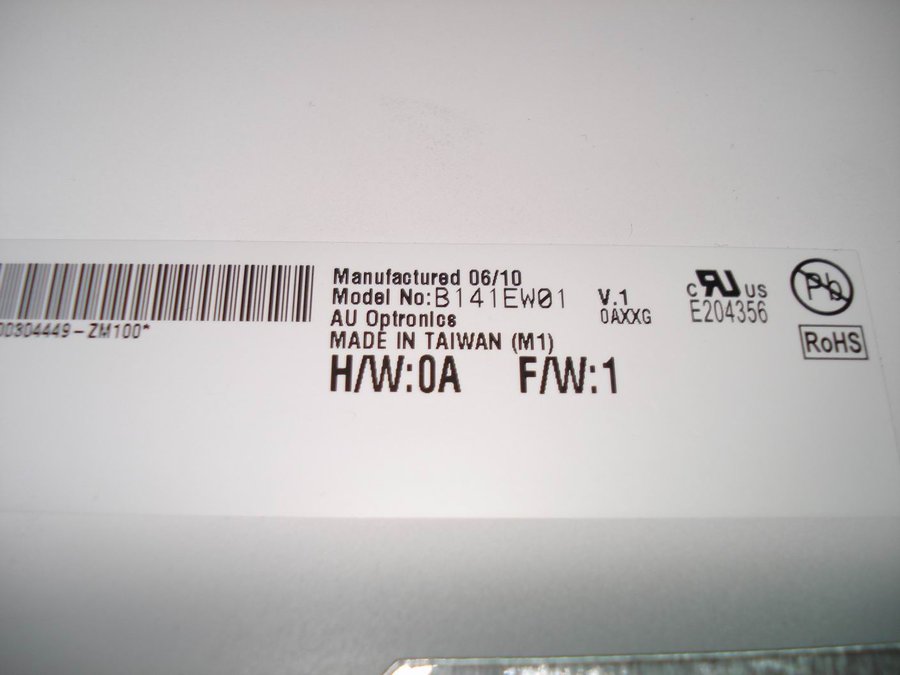 Manufactured 06/10
Model No:B141EW01 V.1
AU Optronics 0AXXG
MADE IN TAIWAN (M1)
H/W:0A F/W:1
00304449-ZM100*
C US
E204356
Pb
RoHS